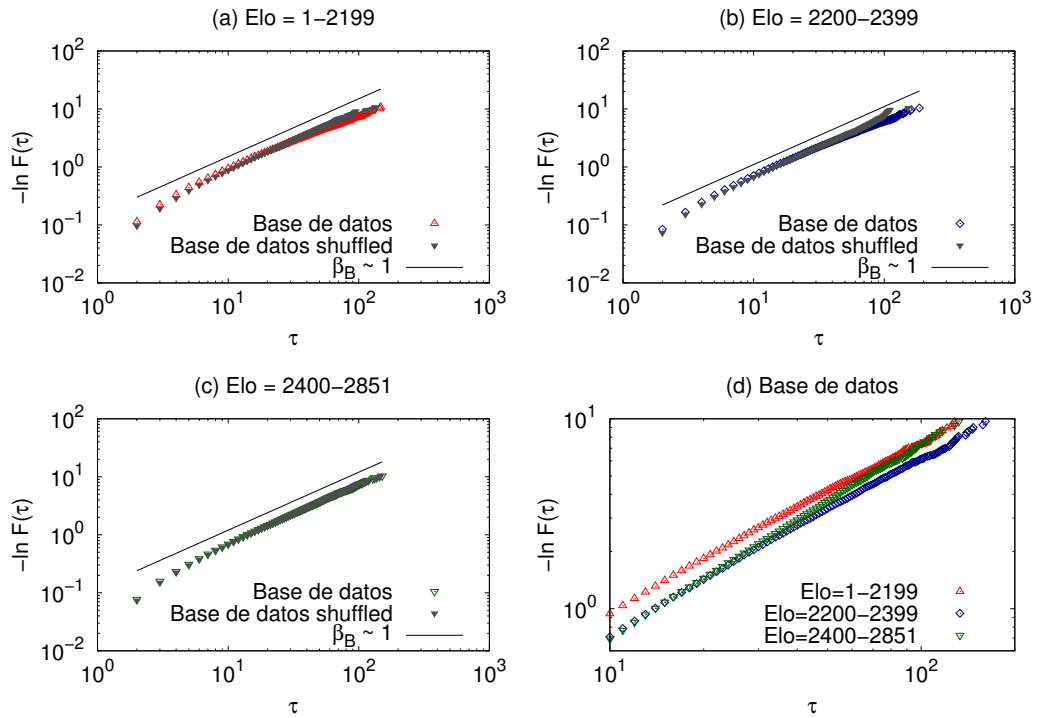 (a) Elo = 1−2199
10^2
10^1
10^0
10^−1
10^−2
−ln F(τ)
Base de datos
Base de datos shuffled
β_B ~ 1
10^0 10^1 10^2 10^3
τ
(b) Elo = 2200−2399
10^2
10^1
10^0
10^−1
10^−2
−ln F(τ)
Base de datos
Base de datos shuffled
β_B ~ 1
10^0 10^1 10^2 10^3
τ
(c) Elo = 2400−2851
10^2
10^1
10^0
10^−1
10^−2
−ln F(τ)
Base de datos
Base de datos shuffled
β_B ~ 1
10^0 10^1 10^2 10^3
τ
(d) Base de datos
10^1
10^0
−ln F(τ)
Elo=1−2199
Elo=2200−2399
Elo=2400−2851
10^1 10^2
τ